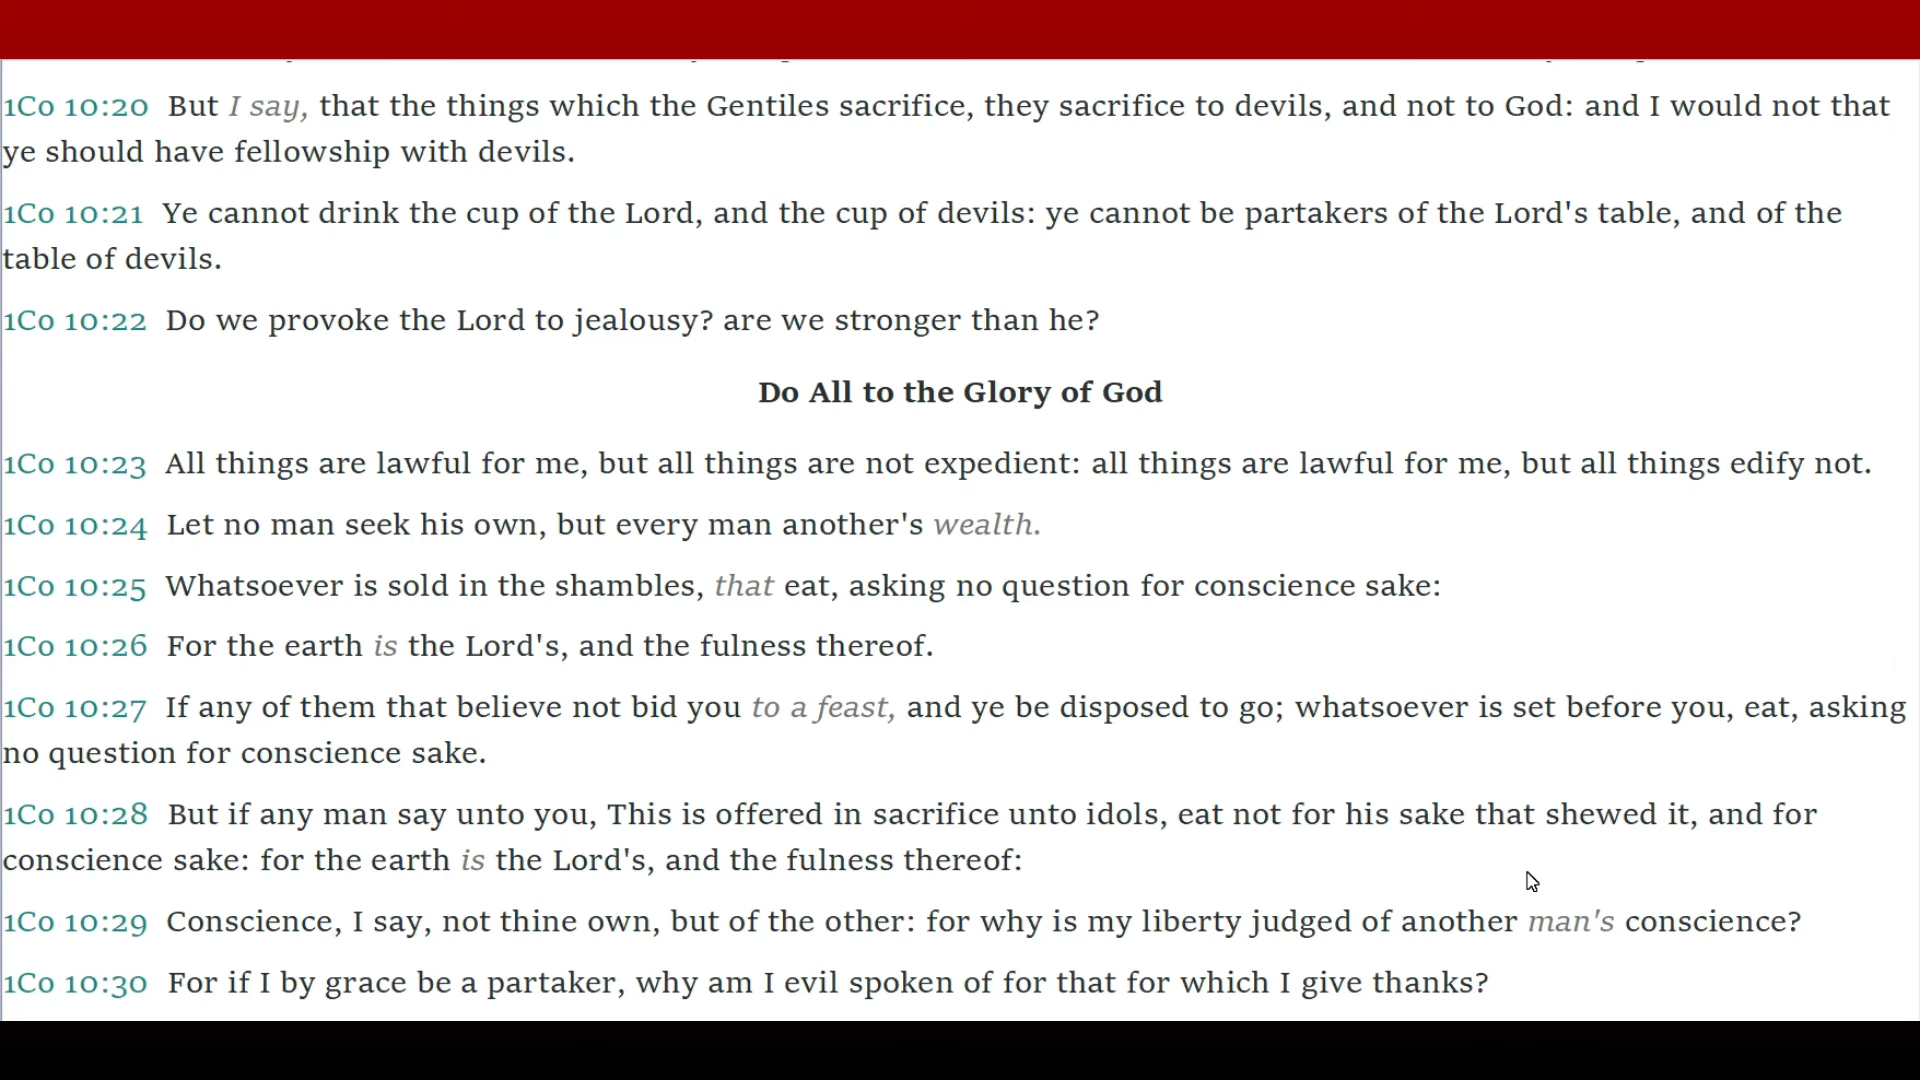 1Co 10:20 But I say, that the things which the Gentiles sacrifice, they sacrifice to devils, and not to God: and I would not that
ye should have fellowship with devils.
1Co 10:21 Ye cannot drink the cup of the Lord, and the cup of devils: ye cannot be partakers of the Lord's table, and of the
table of devils.
1Co 10:22 Do we provoke the Lord to jealousy? are we stronger than he?
Do All to the Glory of God
1Co 10:23 All things are lawful for me, but all things are not expedient: all things are lawful for me, but all things edify not.
1Co 10:24 Let no man seek his own, but every man another's wealth.
1Co 10:25 Whatsoever is sold in the shambles, that eat, asking no question for conscience sake:
1Co 10:26 For the earth is the Lord's, and the fulness thereof.
1Co 10:27 If any of them that believe not bid you to a feast, and ye be disposed to go; whatsoever is set before you, eat, asking
no question for conscience sake.
1Co 10:28 But if any man say unto you, This is offered in sacrifice unto idols, eat not for his sake that shewed it, and for
conscience sake: for the earth is the Lord's, and the fulness thereof:
1Co 10:29 Conscience, I say, not thine own, but of the other: for why is my liberty judged of another man's conscience?
1Co 10:30 For if I by grace be a partaker, why am I evil spoken of for that for which I give thanks?